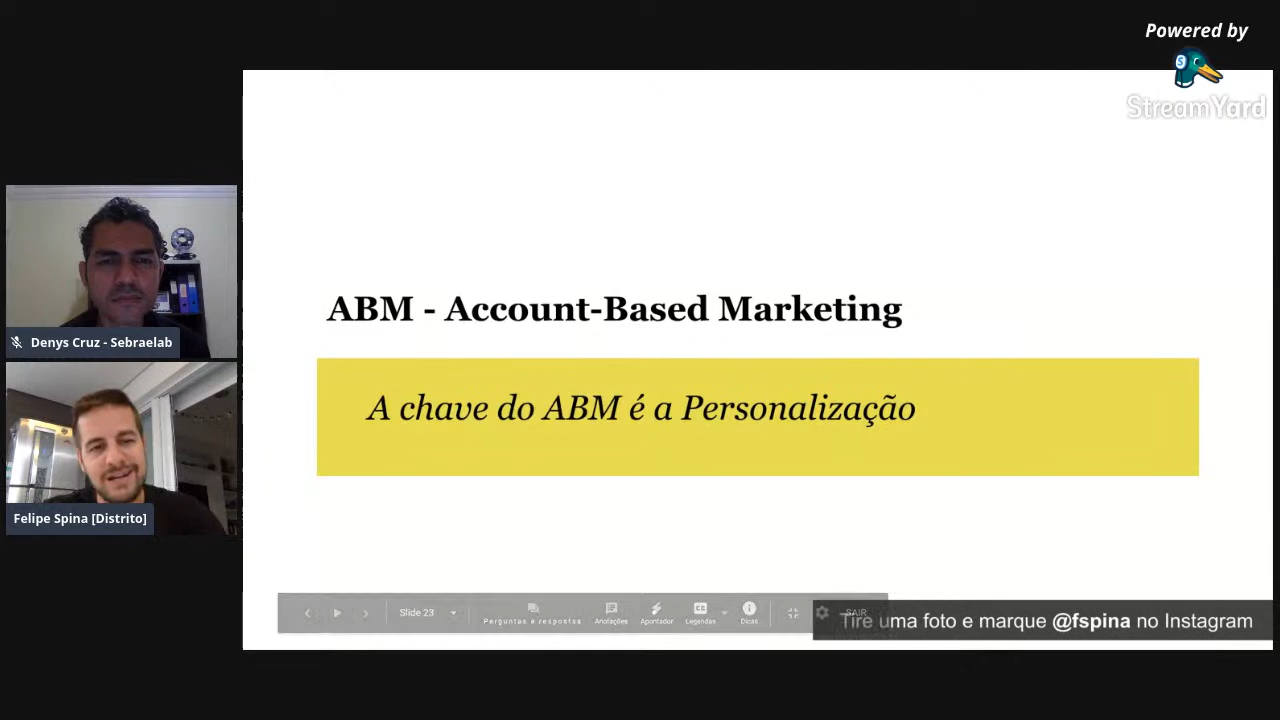 Powered by
StreamYard
Denys Cruz - Sebraelab
Felipe Spina [Distrito]
ABM - Account-Based Marketing
A chave do ABM é a Personalização
Slide 23
Perguntas e respostas
Anotações
Apontador
Legendas
Dicas
SAIR
Tire uma foto e marque @fspina no Instagram